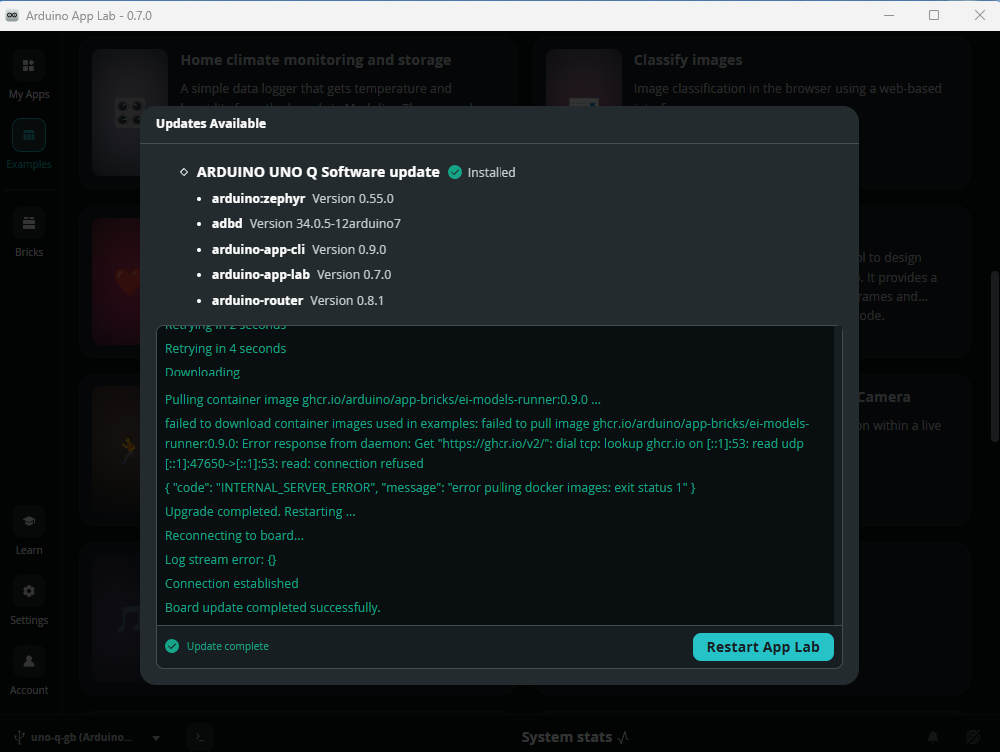 Arduino App Lab - 0.7.0
My Apps
Examples
Bricks
Learn
Settings
Account
Home climate monitoring and storage
A simple data logger that gets temperature and
Classify images
Image classification in the browser using a web-based
ol to design
. It provides a
rames and...
ode.
Camera
on within a live
Updates Available
ARDUINO UNO Q Software update Installed
arduino:zephyr Version 0.55.0
adbd Version 34.0.5-12arduino7
arduino-app-cli Version 0.9.0
arduino-app-lab Version 0.7.0
arduino-router Version 0.8.1
Retrying in 2 seconds
Retrying in 4 seconds
Downloading
Pulling container image ghcr.io/arduino/app-bricks/ei-models-runner:0.9.0 ...
failed to download container images used in examples: failed to pull image ghcr.io/arduino/app-bricks/ei-models-
runner:0.9.0: Error response from daemon: Get "https://ghcr.io/v2/": dial tcp: lookup ghcr.io on [::1]:53: read udp
[::1]:47650->[::1]:53: read: connection refused
{ "code": "INTERNAL_SERVER_ERROR", "message": "error pulling docker images: exit status 1" }
Upgrade completed. Restarting ...
Reconnecting to board...
Log stream error: {}
Connection established
Board update completed successfully.
Update complete
Restart App Lab
uno-q-gb (Arduino...
System stats